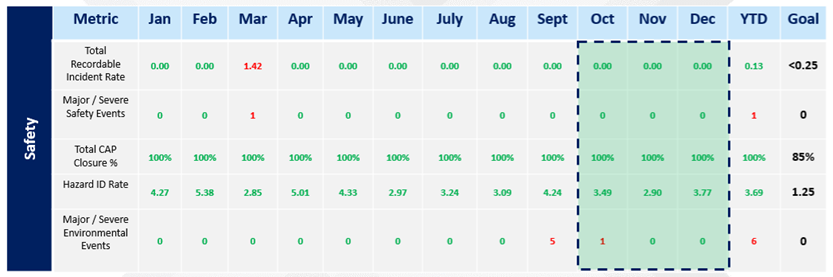 Metric Jan Feb Mar Apr May June July Aug Sept Oct Nov Dec YTD Goal
Safety
Total
Recordable
Incident Rate
0.00 0.00 1.42 0.00 0.00 0.00 0.00 0.00 0.00 0.00 0.00 0.00 0.13 <0.25
Major / Severe
Safety Events
0 0 1 0 0 0 0 0 0 0 0 0 1 0
Total CAP
Closure %
100% 100% 100% 100% 100% 100% 100% 100% 100% 100% 100% 100% 100% 85%
Hazard ID Rate
4.27 5.38 2.85 5.01 4.33 2.97 3.24 3.09 4.24 3.49 2.90 3.77 3.69 1.25
Major / Severe
Environmental
Events
0 0 0 0 0 0 0 0 5 1 0 0 6 0